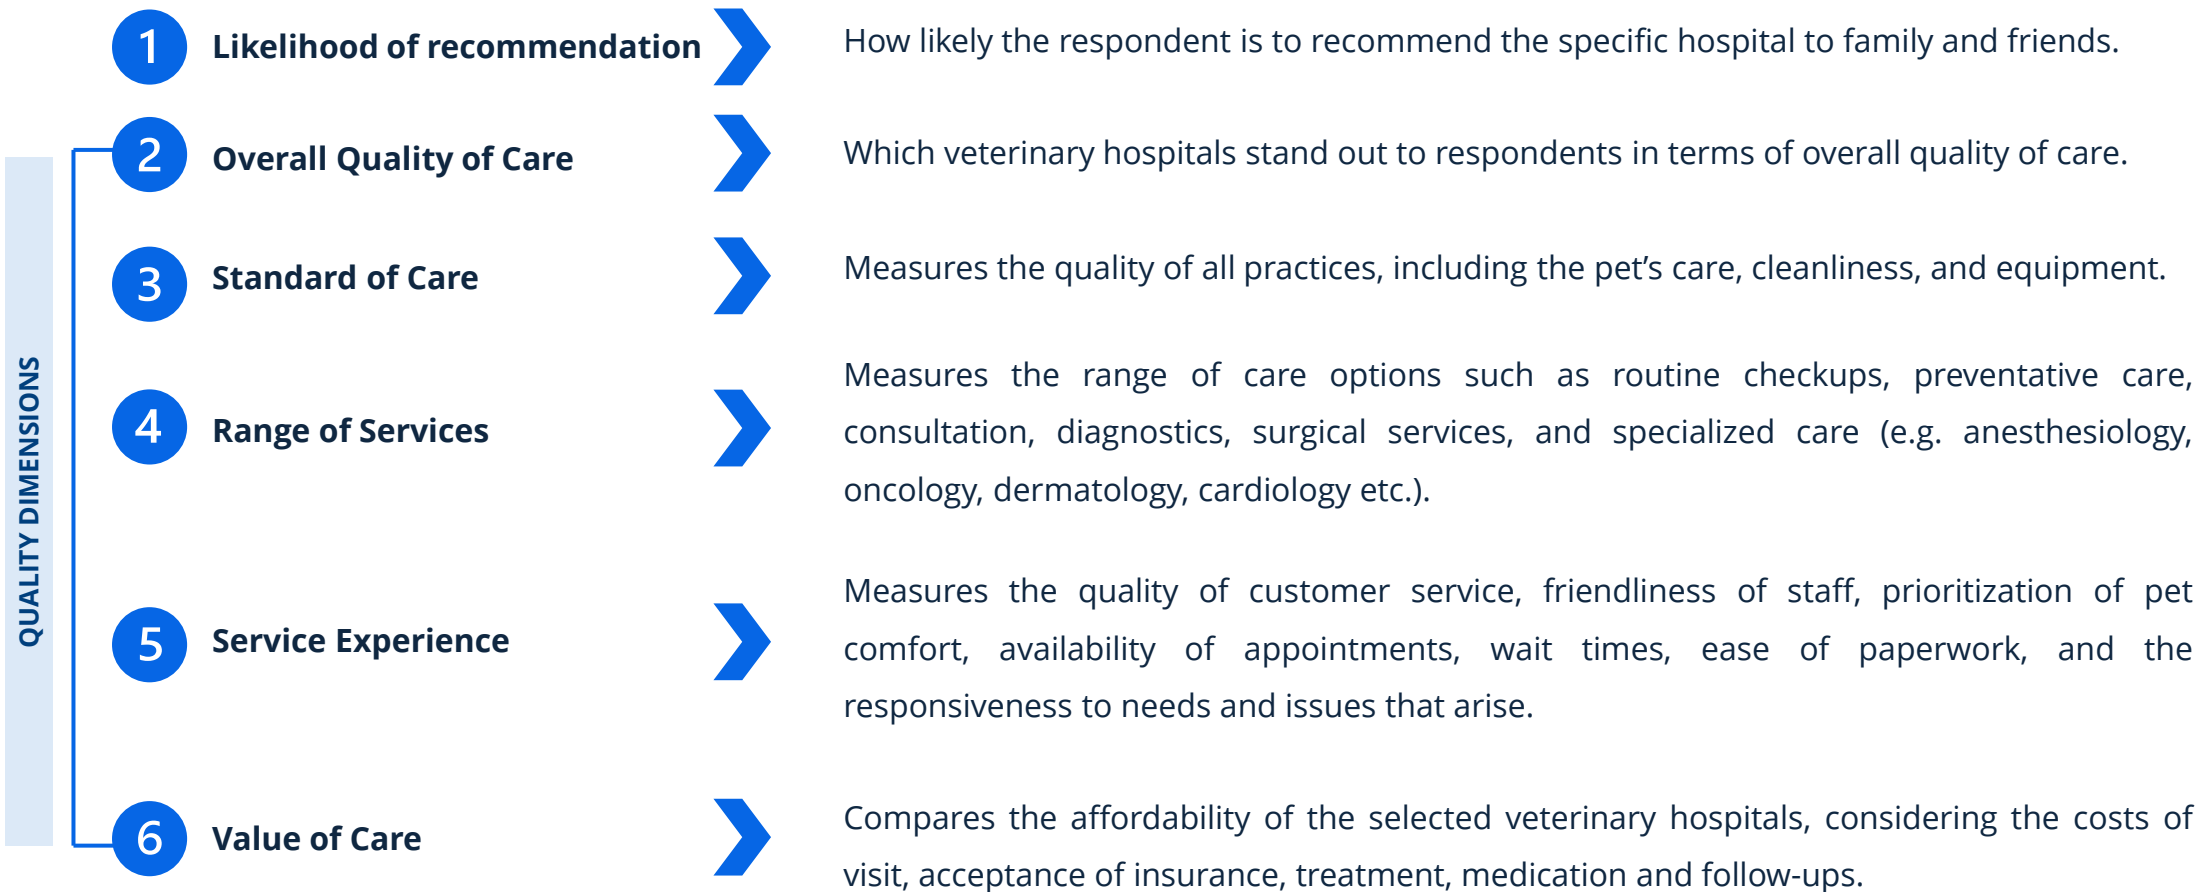 1 Likelihood of recommendation
How likely the respondent is to recommend the specific hospital to family and friends.
QUALITY DIMENSIONS
2 Overall Quality of Care
Which veterinary hospitals stand out to respondents in terms of overall quality of care.
3 Standard of Care
Measures the quality of all practices, including the pet’s care, cleanliness, and equipment.
4 Range of Services
Measures the range of care options such as routine checkups, preventative care,
consultation, diagnostics, surgical services, and specialized care (e.g. anesthesiology,
oncology, dermatology, cardiology etc.).
5 Service Experience
Measures the quality of customer service, friendliness of staff, prioritization of pet
comfort, availability of appointments, wait times, ease of paperwork, and the
responsiveness to needs and issues that arise.
6 Value of Care
Compares the affordability of the selected veterinary hospitals, considering the costs of
visit, acceptance of insurance, treatment, medication and follow-ups.